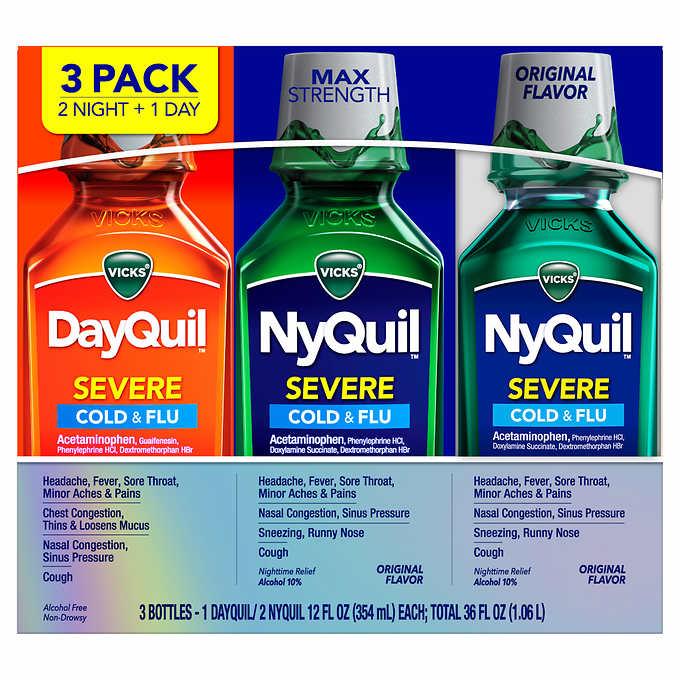 3 PACK
2 NIGHT + 1 DAY
MAX
STRENGTH
ORIGINAL
FLAVOR
VICKS
VICKS®
DayQuil™
SEVERE
COLD & FLU
Acetaminophen, Guaifenesin,
Phenylephrine HCl, Dextromethorphan HBr
VICKS
VICKS®
NyQuil™
SEVERE
COLD & FLU
Acetaminophen, Phenylephrine HCl,
Doxylamine Succinate, Dextromethorphan HBr
VICKS
VICKS®
NyQuil™
SEVERE
COLD & FLU
Acetaminophen, Phenylephrine HCl,
Doxylamine Succinate, Dextromethorphan HBr
Headache, Fever, Sore Throat,
Minor Aches & Pains
Chest Congestion,
Thins & Loosens Mucus
Nasal Congestion,
Sinus Pressure
Cough
Alcohol Free
Non-Drowsy
Headache, Fever, Sore Throat,
Minor Aches & Pains
Nasal Congestion, Sinus Pressure
Sneezing, Runny Nose
Cough
Nighttime Relief
Alcohol 10%
ORIGINAL
FLAVOR
Headache, Fever, Sore Throat,
Minor Aches & Pains
Nasal Congestion, Sinus Pressure
Sneezing, Runny Nose
Cough
Nighttime Relief
Alcohol 10%
ORIGINAL
FLAVOR
3 BOTTLES - 1 DAYQUIL/ 2 NYQUIL 12 FL OZ (354 mL) EACH; TOTAL 36 FL OZ (1.06 L)